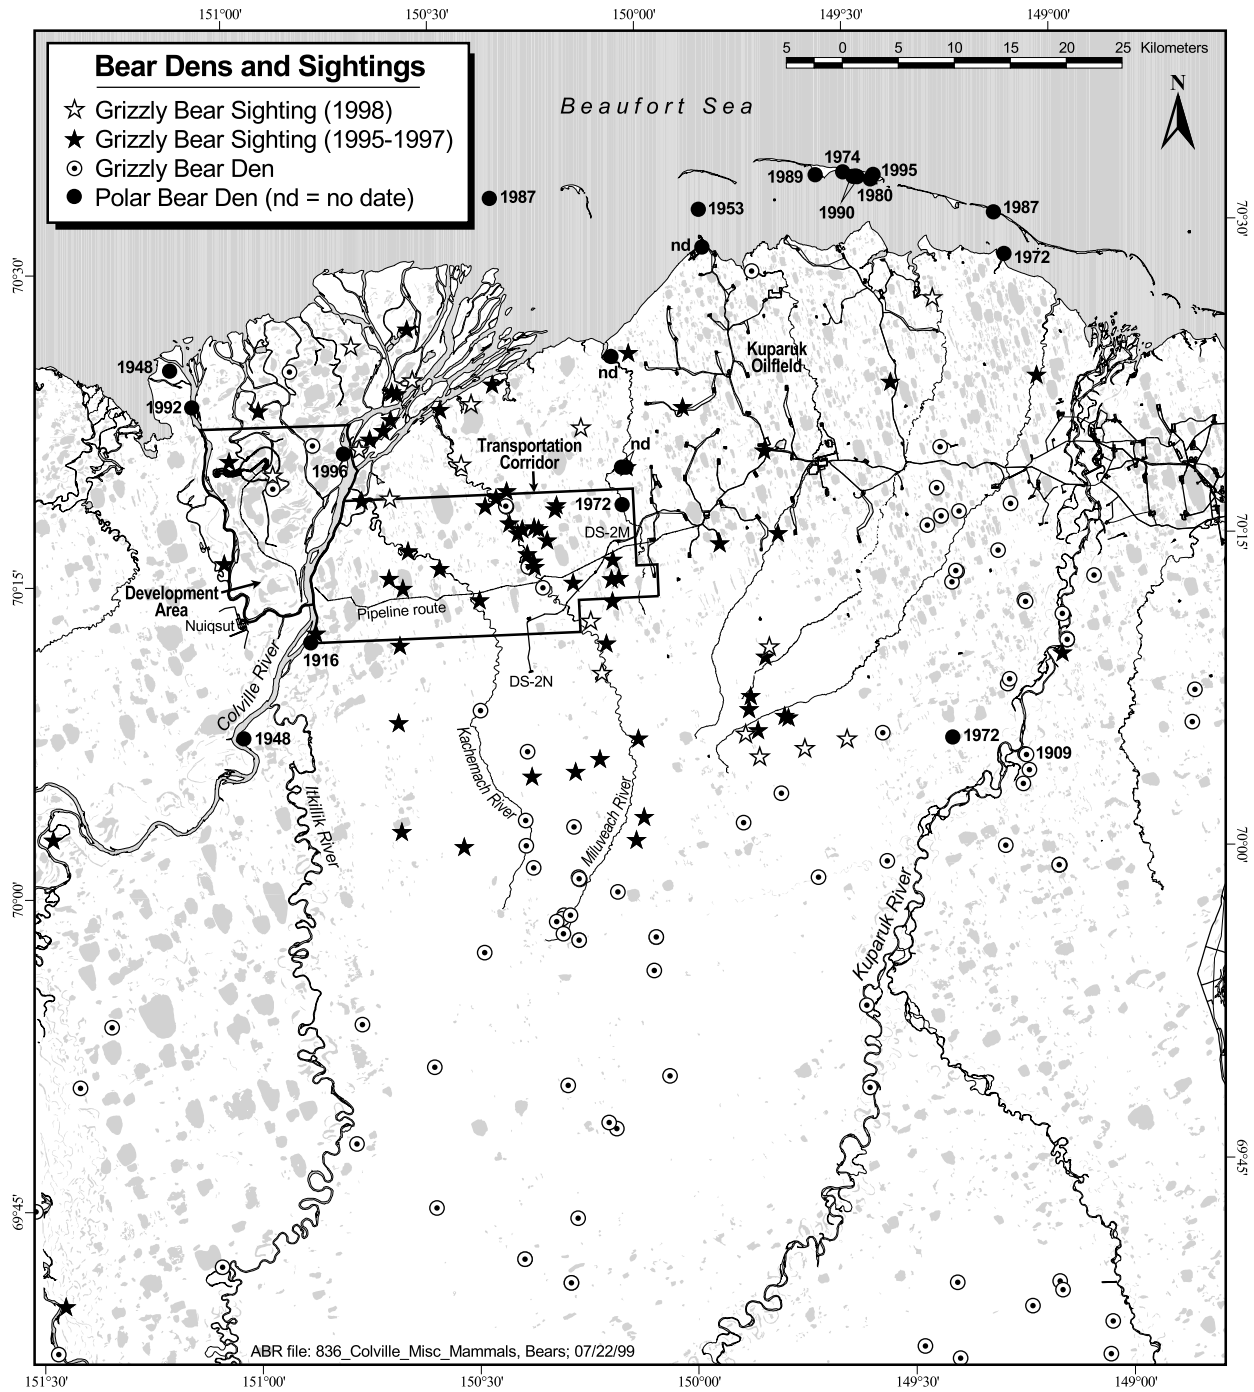 151°00'
150°30'
150°00'
149°30'
149°00'
Bear Dens and Sightings
Grizzly Bear Sighting (1998)
Grizzly Bear Sighting (1995-1997)
Grizzly Bear Den
Polar Bear Den (nd = no date)
5 0 5 10 15 20 25 Kilometers
N
Beaufort Sea
1974
1989
1995
1980
1990
1987
1953
1987
70°30'
nd
1972
70°30'
Kuparuk
Oilfield
1948
nd
1992
Transportation
Corridor
nd
1996
1972
DS-2M
70°15'
70°15'
Development
Area
Pipeline route
Nuiqsut
1916
DS-2N
Colville River
1948
1972
1909
Kachemach River
Itkillik River
Miluveach River
70°00'
70°00'
Kuparuk River
69°45'
69°45'
ABR file: 836_Colville_Misc_Mammals, Bears; 07/22/99
151°30'
151°00'
150°30'
150°00'
149°30'
149°00'